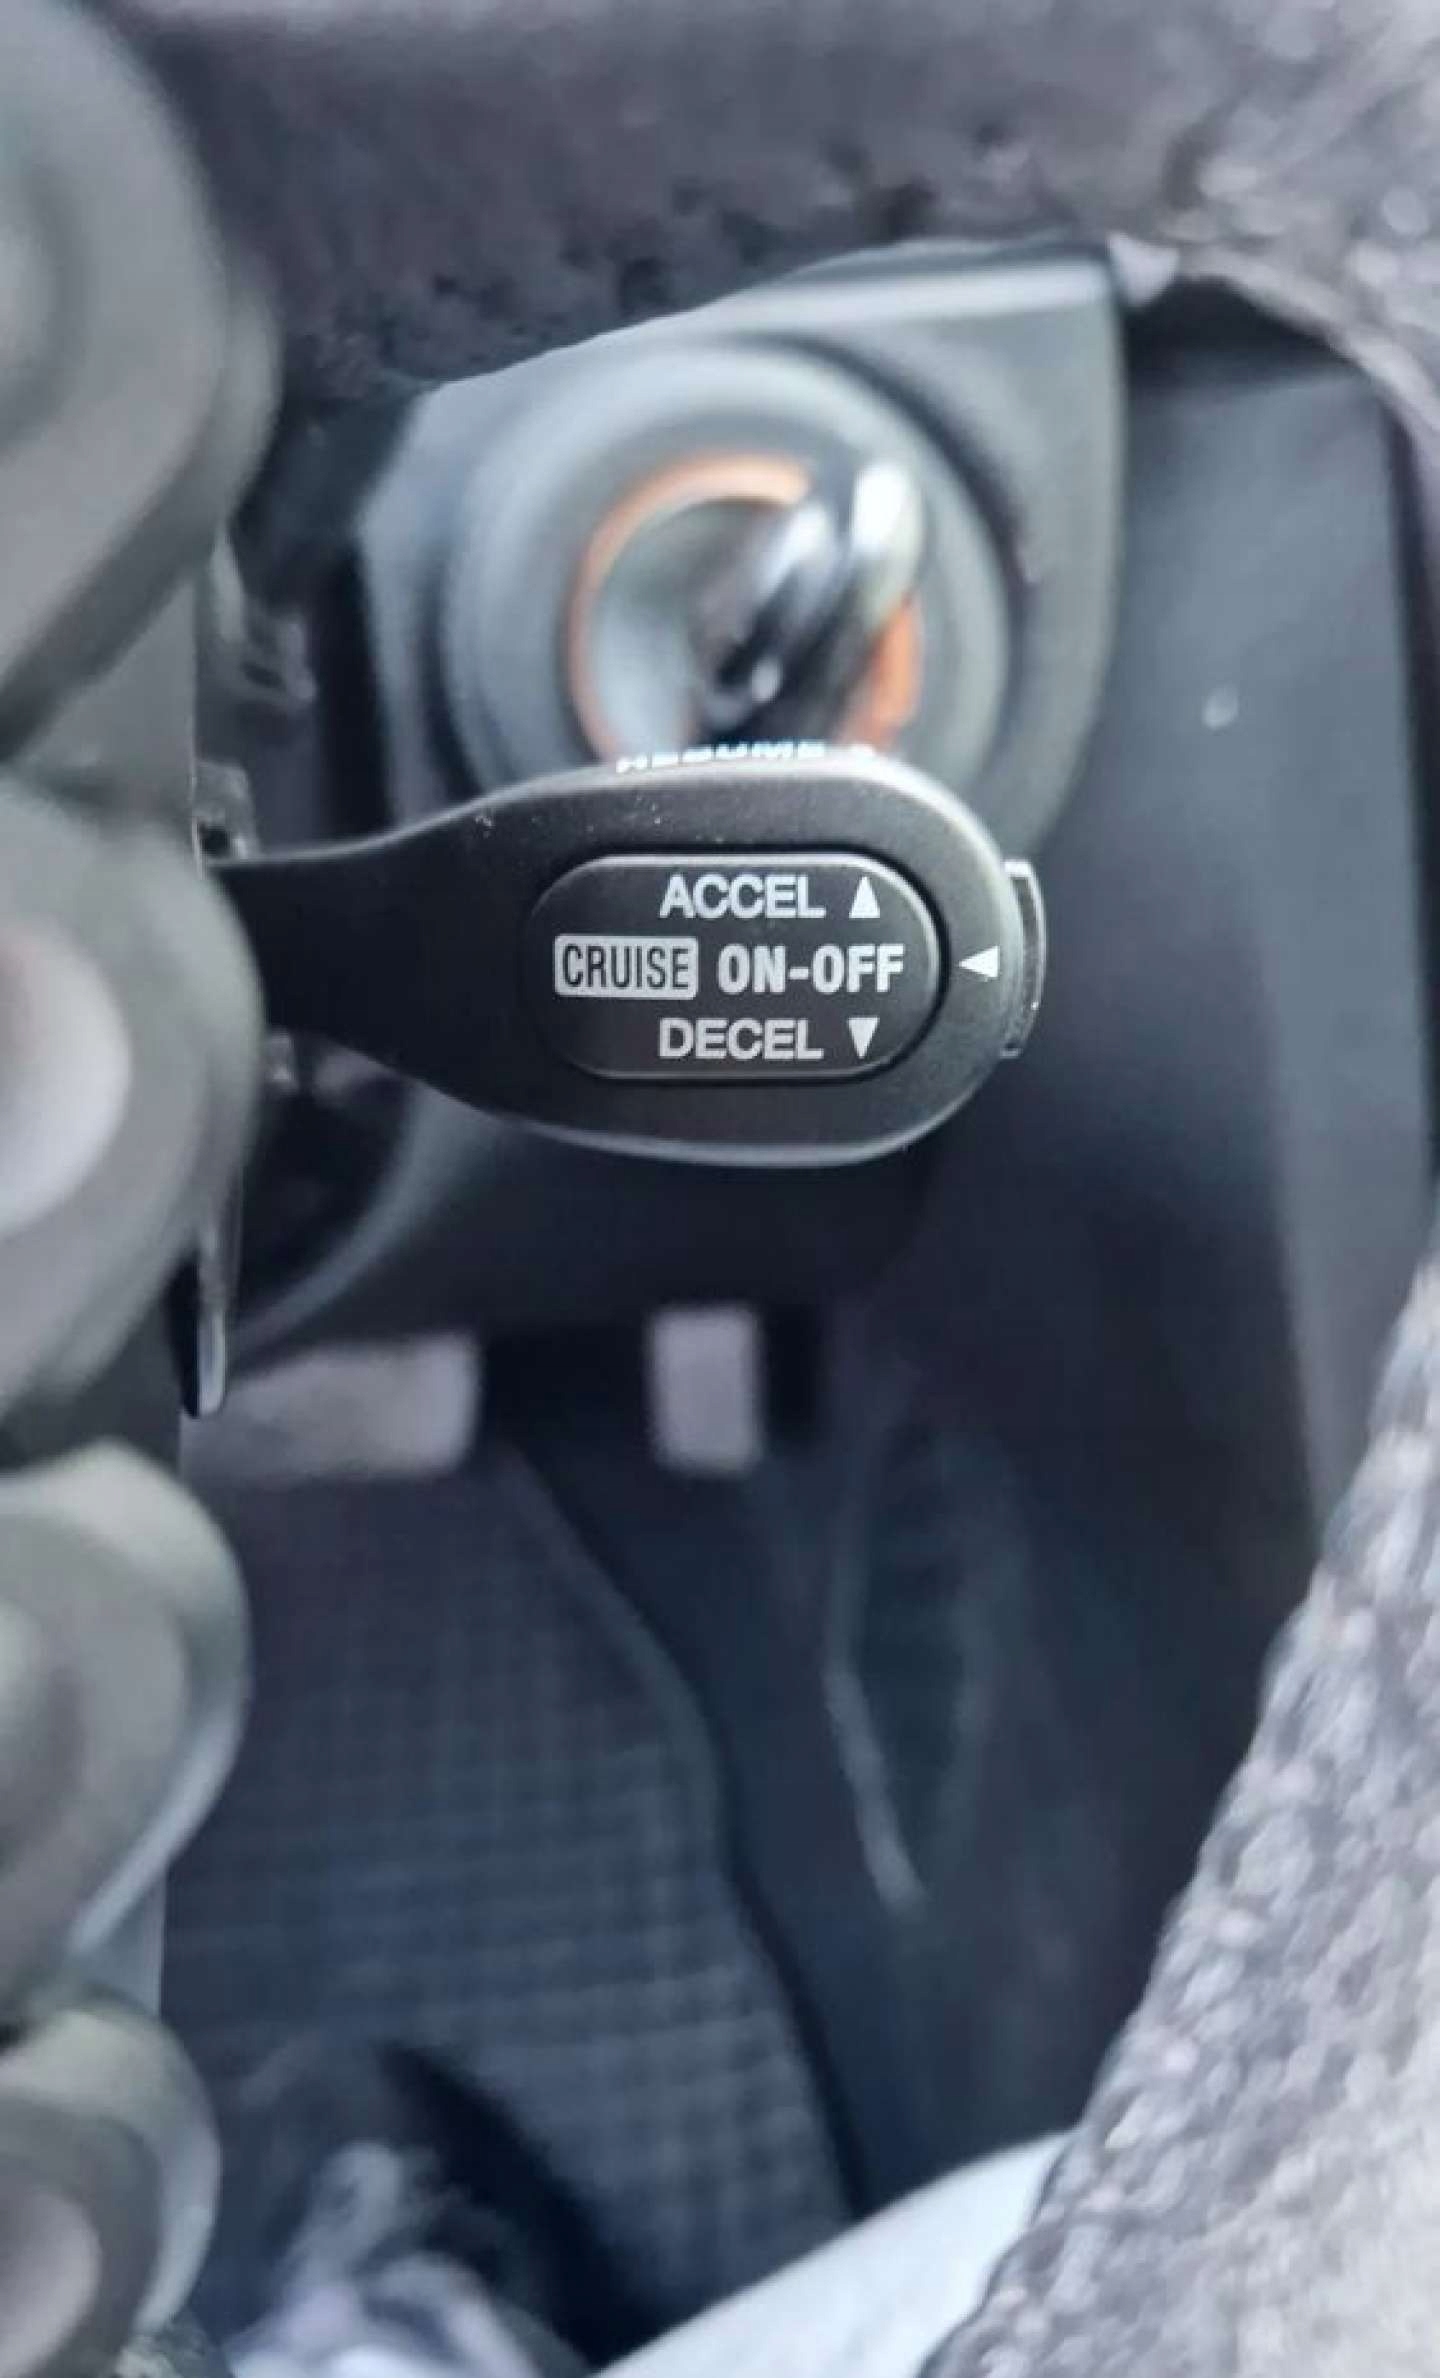 ACCEL ▲
CRUISE ON-OFF ◀
DECEL ▼